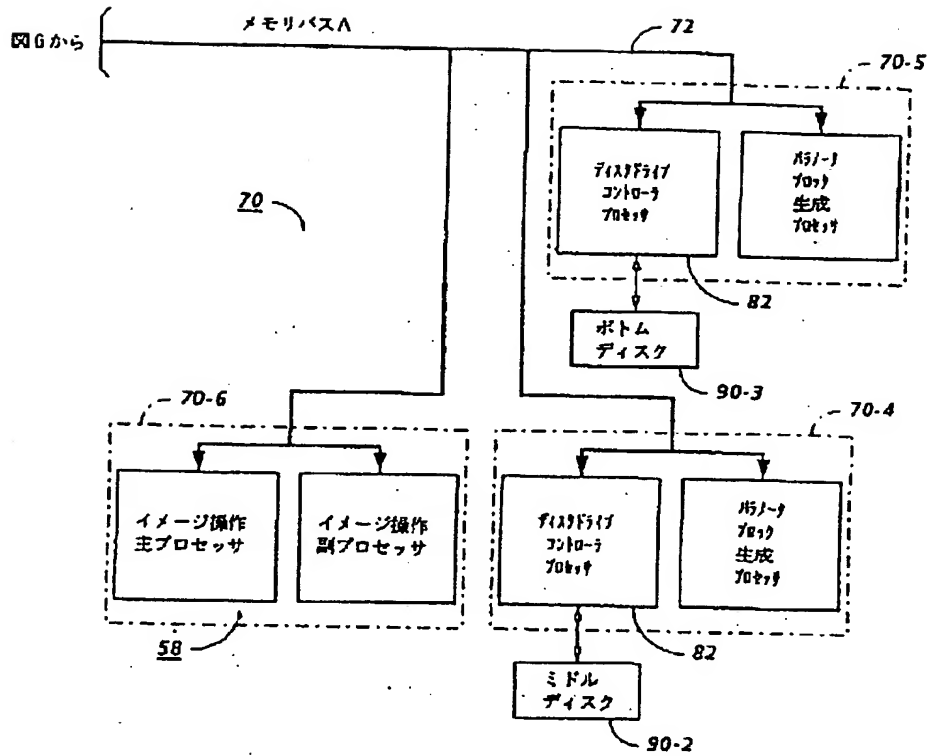 図Gから
メモリバスA
72
70-5
ディスクドライブ
コントローラ
プロセッサ
パラメータ
ブロック
生成
プロセッサ
70
82
ボトム
ディスク
90-3
70-6
70-4
イメージ操作
主プロセッサ
イメージ操作
副プロセッサ
ディスクドライブ
コントローラ
プロセッサ
パラメータ
ブロック
生成
プロセッサ
58
82
ミドル
ディスク
90-2